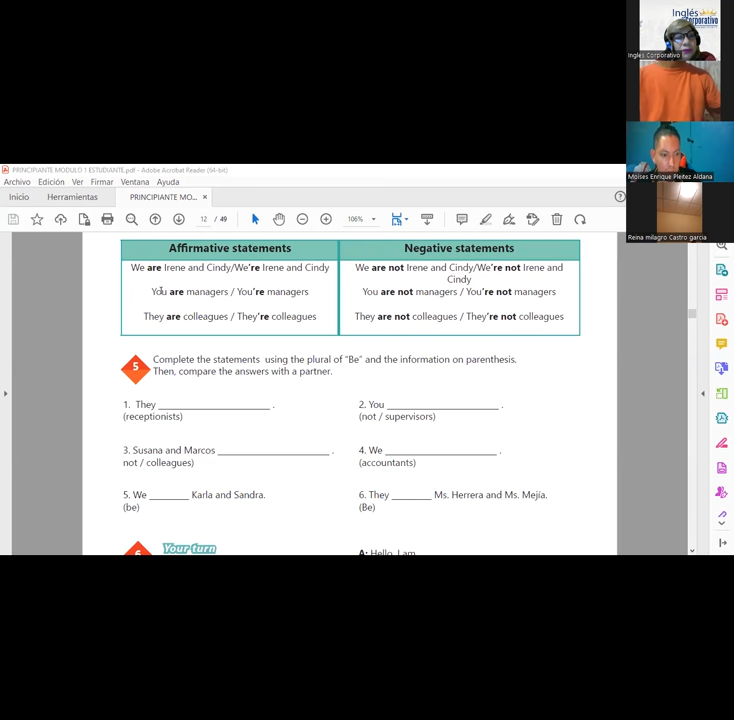 Inglés
Corporativo
Ingles Corporativo
Moises Enrique Pleitez Aldana
Reina milagro Castro garcia
PRINCIPIANTE MODULO 1 ESTUDIANTE.pdf - Adobe Acrobat Reader (64-bit)
Archivo Edición Ver Firmar Ventana Ayuda
Inicio Herramientas PRINCIPIANTE MO... ×
12 / 49 106%
Affirmative statements Negative statements
We are Irene and Cindy/We're Irene and Cindy We are not Irene and Cindy/We're not Irene and
Cindy
You are managers / You're managers You are not managers / You're not managers
They are colleagues / They're colleagues They are not colleagues / They're not colleagues
5 Complete the statements using the plural of "Be" and the information on parenthesis.
Then, compare the answers with a partner.
1. They ______________________ . 2. You ______________________ .
(receptionists) (not / supervisors)
3. Susana and Marcos ______________________ . 4. We ______________________ .
not / colleagues) (accountants)
5. We ________ Karla and Sandra. 6. They ________ Ms. Herrera and Ms. Mejía.
(be) (Be)
6 Your turn A: Hello, I am